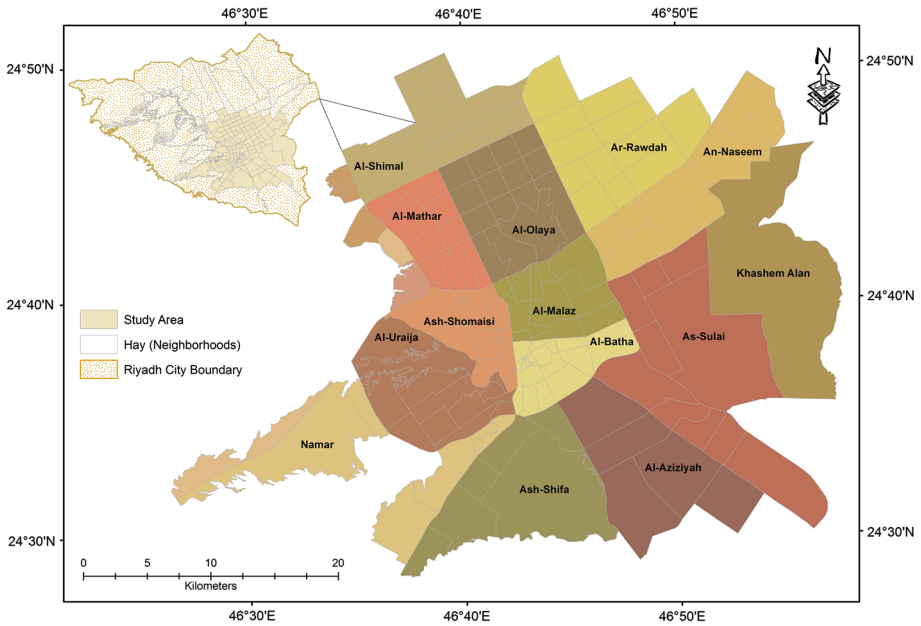 46°30'E 46°40'E 46°50'E
24°50'N 24°50'N
N
Ar-Rawdah
An-Naseem
Al-Shimal
Al-Mathar
Al-Olaya
Khashem Alan
24°40'N 24°40'N
Al-Malaz
Study Area
Ash-Shomaisi
Al-Uraija
As-Sulai
Al-Batha
Hay (Neighborhoods)
Riyadh City Boundary
Namar
Al-Aziziyah
Ash-Shifa
24°30'N 24°30'N
0 5 10 20
Kilometers
46°30'E 46°40'E 46°50'E